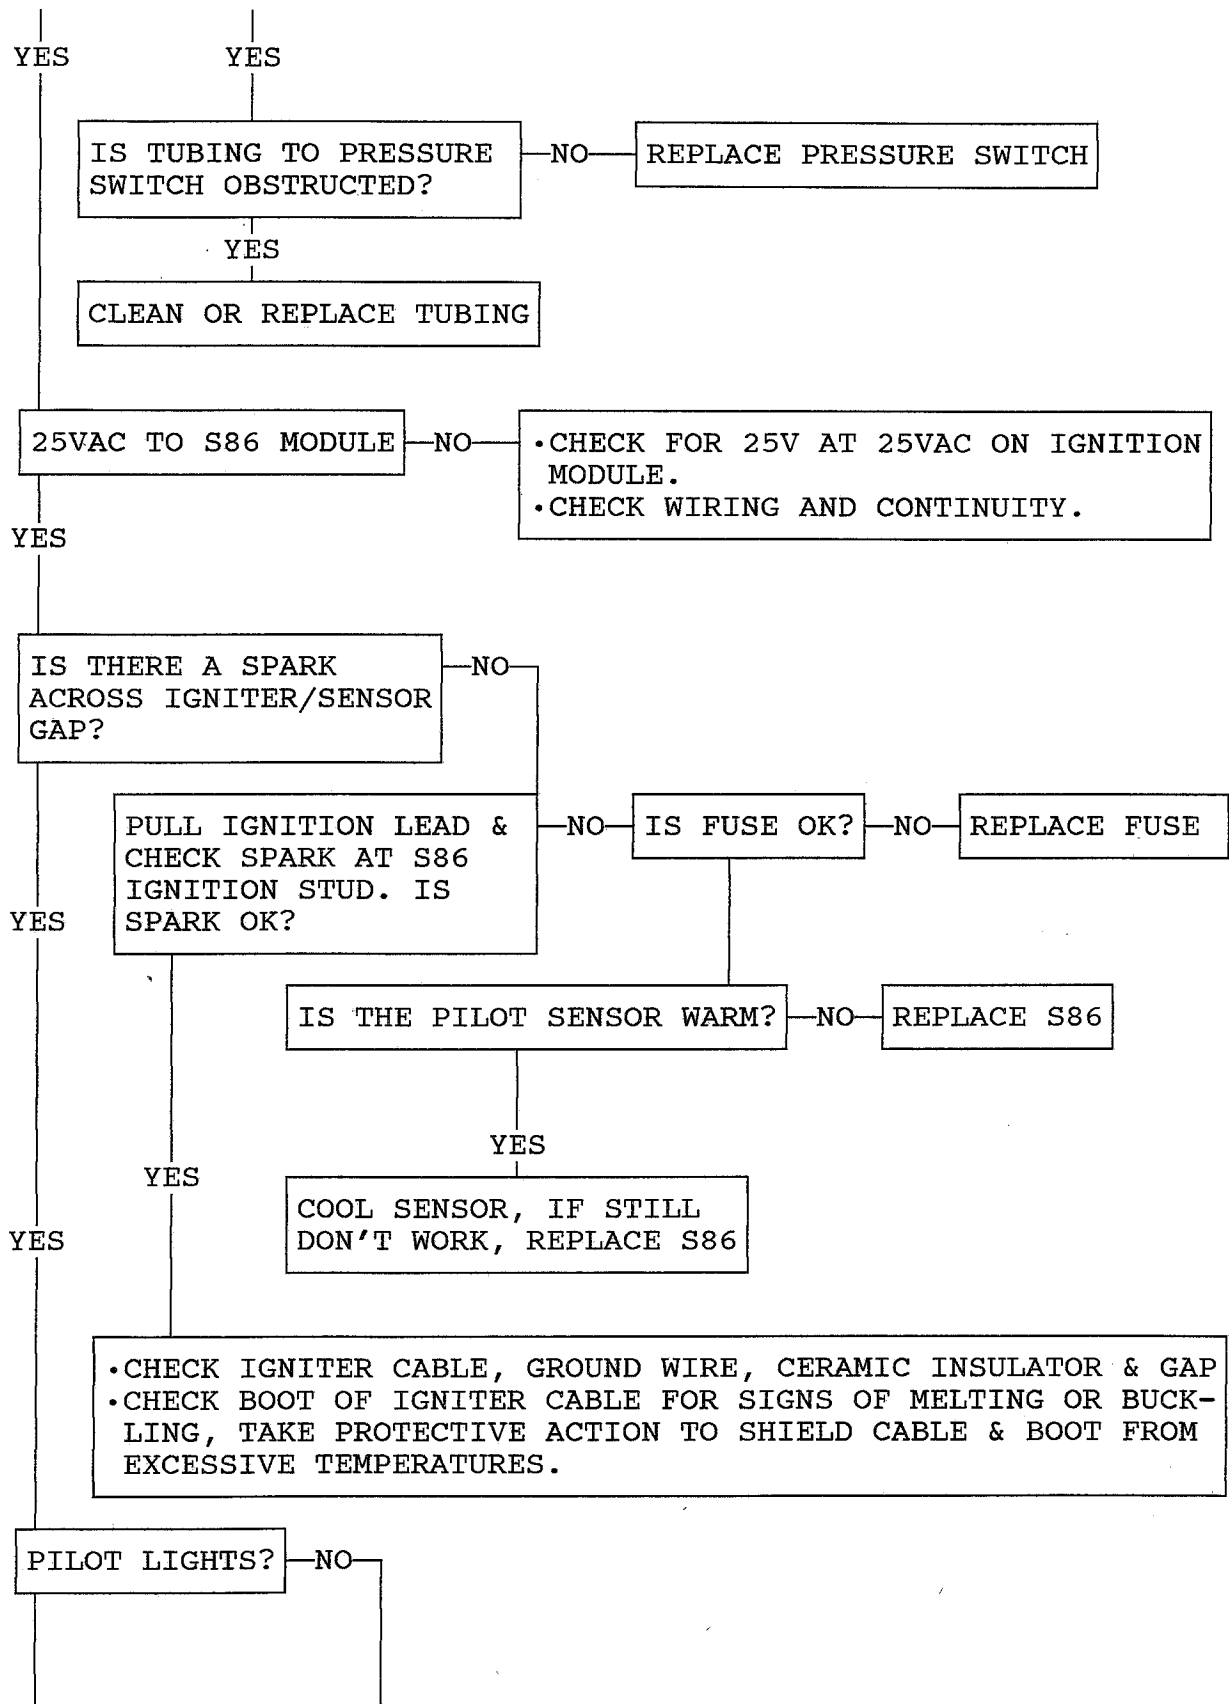 YES
YES
IS TUBING TO PRESSURE
SWITCH OBSTRUCTED?
NO
REPLACE PRESSURE SWITCH
YES
CLEAN OR REPLACE TUBING
25VAC TO S86 MODULE
NO
•CHECK FOR 25V AT 25VAC ON IGNITION
MODULE.
•CHECK WIRING AND CONTINUITY.
YES
IS THERE A SPARK
ACROSS IGNITER/SENSOR
GAP?
NO
PULL IGNITION LEAD &
CHECK SPARK AT S86
IGNITION STUD. IS
SPARK OK?
NO
IS FUSE OK?
NO
REPLACE FUSE
YES
IS THE PILOT SENSOR WARM?
NO
REPLACE S86
YES
YES
COOL SENSOR, IF STILL
DON'T WORK, REPLACE S86
YES
•CHECK IGNITER CABLE, GROUND WIRE, CERAMIC INSULATOR & GAP
•CHECK BOOT OF IGNITER CABLE FOR SIGNS OF MELTING OR BUCK-
LING, TAKE PROTECTIVE ACTION TO SHIELD CABLE & BOOT FROM
EXCESSIVE TEMPERATURES.
PILOT LIGHTS?
NO